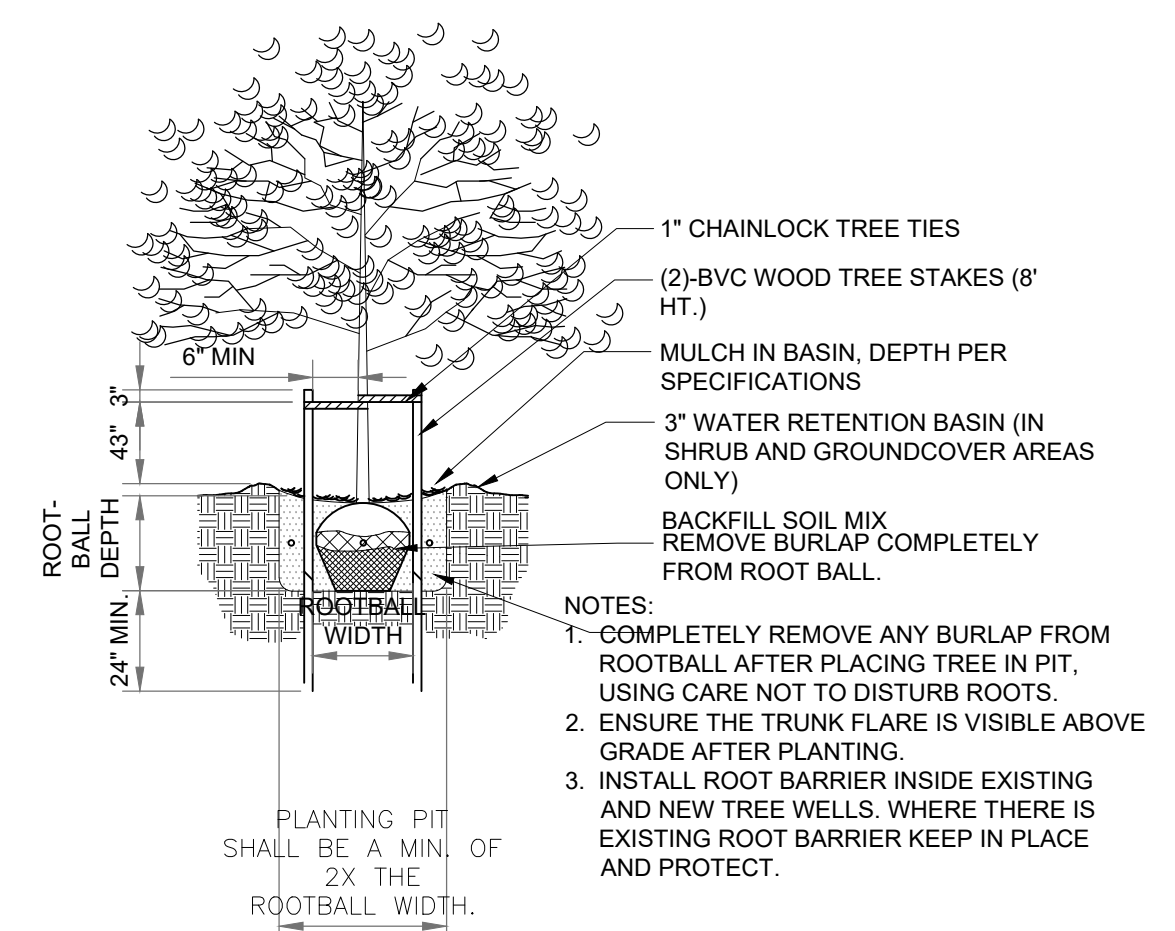 1" CHAINLOCK TREE TIES
(2)-BVC WOOD TREE STAKES (8'
HT.)
MULCH IN BASIN, DEPTH PER
SPECIFICATIONS
3" WATER RETENTION BASIN (IN
SHRUB AND GROUNDCOVER AREAS
ONLY)
BACKFILL SOIL MIX
REMOVE BURLAP COMPLETELY
FROM ROOT BALL.
6" MIN
3"
43"
ROOT-
BALL
DEPTH
24" MIN.
ROOTBALL
WIDTH
NOTES:
1. COMPLETELY REMOVE ANY BURLAP FROM
ROOTBALL AFTER PLACING TREE IN PIT,
USING CARE NOT TO DISTURB ROOTS.
2. ENSURE THE TRUNK FLARE IS VISIBLE ABOVE
GRADE AFTER PLANTING.
3. INSTALL ROOT BARRIER INSIDE EXISTING
AND NEW TREE WELLS. WHERE THERE IS
EXISTING ROOT BARRIER KEEP IN PLACE
AND PROTECT.
PLANTING PIT
SHALL BE A MIN. OF
2X THE
ROOTBALL WIDTH.